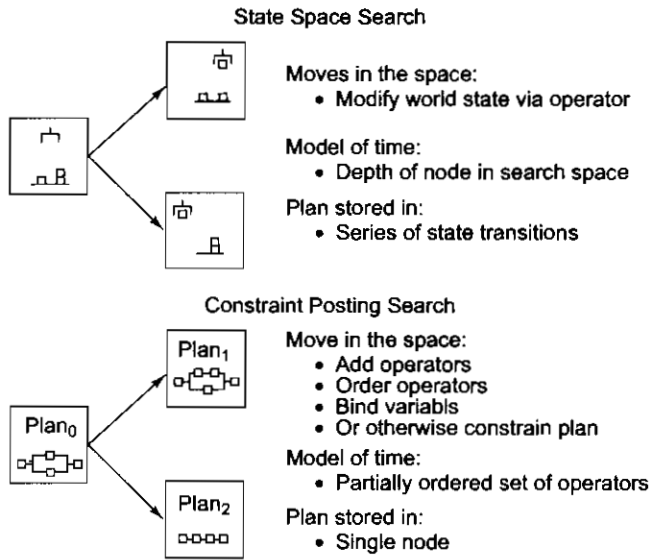 State Space Search
Moves in the space:
• Modify world state via operator
Model of time:
• Depth of node in search space
Plan stored in:
• Series of state transitions
Constraint Posting Search
Plan0
Plan1
Plan2
Move in the space:
• Add operators
• Order operators
• Bind variabls
• Or otherwise constrain plan
Model of time:
• Partially ordered set of operators
Plan stored in:
• Single node